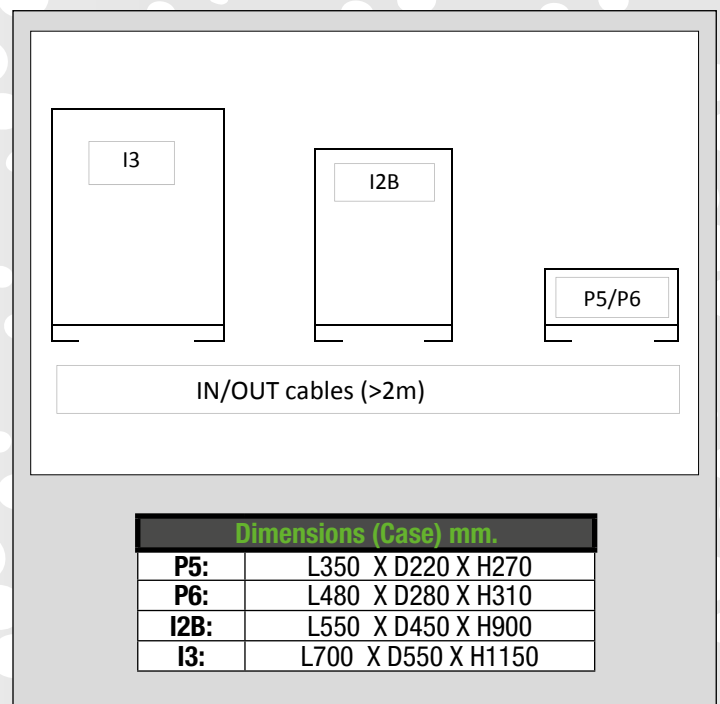 I3
I2B
P5/P6
IN/OUT cables (>2m)
Dimensions (Case) mm.
P5: L350 X D220 X H270
P6: L480 X D280 X H310
I2B: L550 X D450 X H900
I3: L700 X D550 X H1150